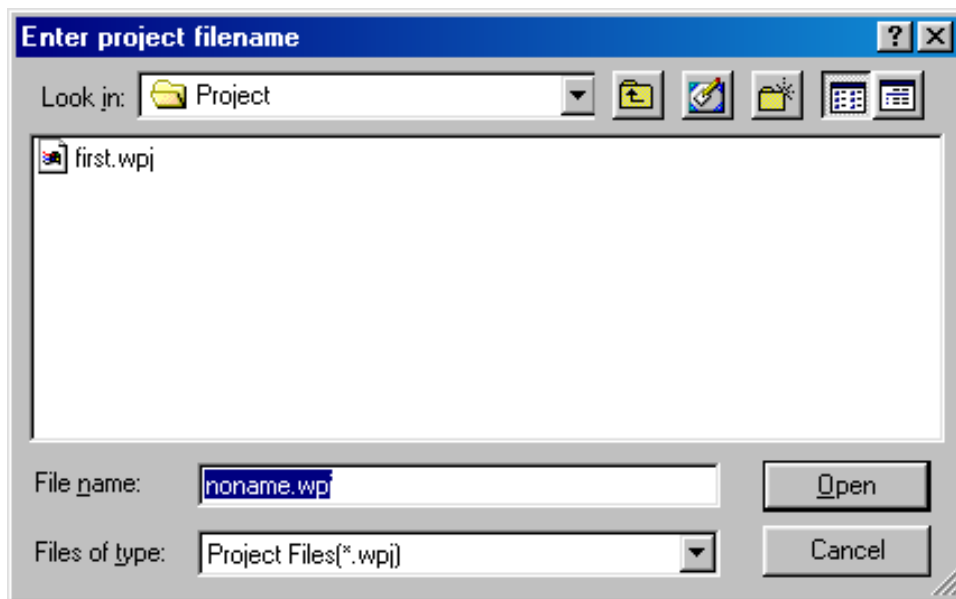 Enter project filename
Look in: Project
first.wpj
File name: noname.wpj Open
Files of type: Project Files(*.wpj) Cancel